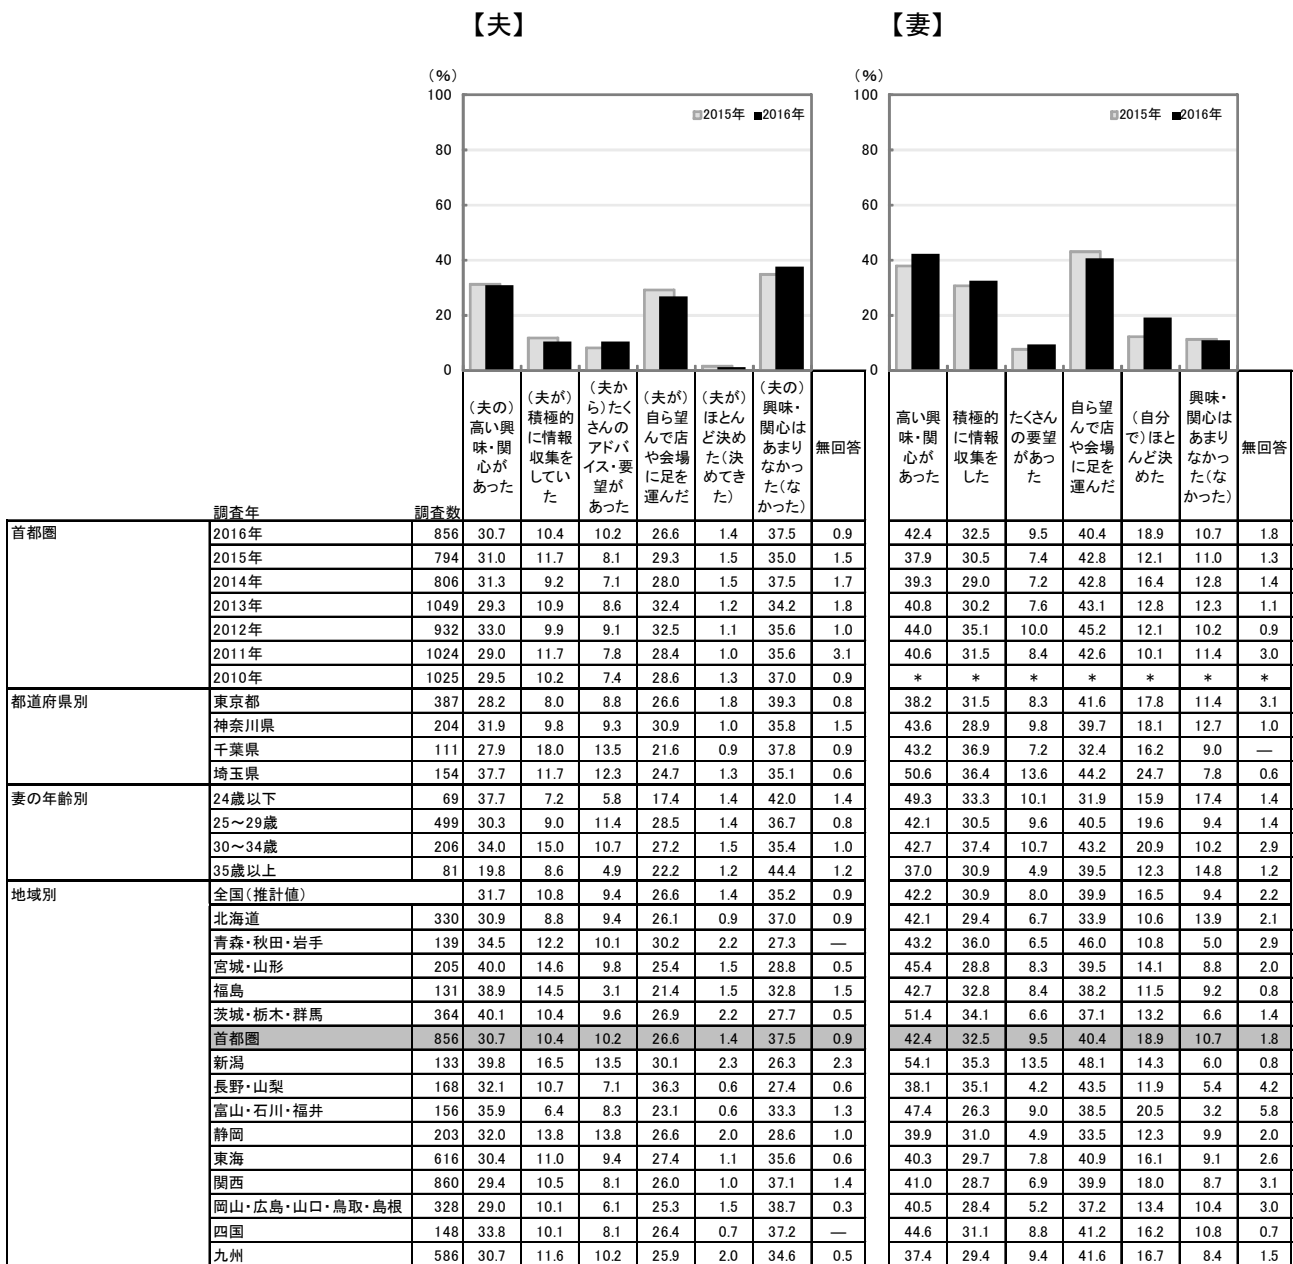 【夫】 【妻】
(%) (%)
100 100
□2015年 ■2016年 □2015年 ■2016年
80 80
60 60
40 40
20 20
0 0
(夫の)
高い興
味・関
心が
あった
(夫が)
積極的
に情報
収集を
してい
た
(夫か
ら)たく
さんの
アドバ
イス・要
望が
あった
(夫が)
自ら望
んで店
や会場
に足を
運んだ
(夫が)
ほとん
ど決め
た(決
めてき
た)
(夫の)
興味・
関心は
あまり
なかっ
た(な
かった)
無回答
高い興
味・関
心が
あった
積極的
に情報
収集を
した
たくさん
の要望
があっ
た
自ら望
んで店
や会場
に足を
運んだ
(自分
で)ほと
んど決
めた
興味・
関心は
あまり
なかっ
た(な
かった)
無回答
調査年 調査数
首都圏 2016年 856 30.7 10.4 10.2 26.6 1.4 37.5 0.9 42.4 32.5 9.5 40.4 18.9 10.7 1.8
2015年 794 31.0 11.7 8.1 29.3 1.5 35.0 1.5 37.9 30.5 7.4 42.8 12.1 11.0 1.3
2014年 806 31.3 9.2 7.1 28.0 1.5 37.5 1.7 39.3 29.0 7.2 42.8 16.4 12.8 1.4
2013年 1049 29.3 10.9 8.6 32.4 1.2 34.2 1.8 40.8 30.2 7.6 43.1 12.8 12.3 1.1
2012年 932 33.0 9.9 9.1 32.5 1.1 35.6 1.0 44.0 35.1 10.0 45.2 12.1 10.2 0.9
2011年 1024 29.0 11.7 7.8 28.4 1.0 35.6 3.1 40.6 31.5 8.4 42.6 10.1 11.4 3.0
2010年 1025 29.5 10.2 7.4 28.6 1.3 37.0 0.9 * * * * * * *
都道府県別 東京都 387 28.2 8.0 8.8 26.6 1.8 39.3 0.8 38.2 31.5 8.3 41.6 17.8 11.4 3.1
神奈川県 204 31.9 9.8 9.3 30.9 1.0 35.8 1.5 43.6 28.9 9.8 39.7 18.1 12.7 1.0
千葉県 111 27.9 18.0 13.5 21.6 0.9 37.8 0.9 43.2 36.9 7.2 32.4 16.2 9.0 ―
埼玉県 154 37.7 11.7 12.3 24.7 1.3 35.1 0.6 50.6 36.4 13.6 44.2 24.7 7.8 0.6
妻の年齢別 24歳以下 69 37.7 7.2 5.8 17.4 1.4 42.0 1.4 49.3 33.3 10.1 31.9 15.9 17.4 1.4
25～29歳 499 30.3 9.0 11.4 28.5 1.4 36.7 0.8 42.1 30.5 9.6 40.5 19.6 9.4 1.4
30～34歳 206 34.0 15.0 10.7 27.2 1.5 35.4 1.0 42.7 37.4 10.7 43.2 20.9 10.2 2.9
35歳以上 81 19.8 8.6 4.9 22.2 1.2 44.4 1.2 37.0 30.9 4.9 39.5 12.3 14.8 1.2
地域別 全国(推計値) 31.7 10.8 9.4 26.6 1.4 35.2 0.9 42.2 30.9 8.0 39.9 16.5 9.4 2.2
北海道 330 30.9 8.8 9.4 26.1 0.9 37.0 0.9 42.1 29.4 6.7 33.9 10.6 13.9 2.1
青森・秋田・岩手 139 34.5 12.2 10.1 30.2 2.2 27.3 ― 43.2 36.0 6.5 46.0 10.8 5.0 2.9
宮城・山形 205 40.0 14.6 9.8 25.4 1.5 28.8 0.5 45.4 28.8 8.3 39.5 14.1 8.8 2.0
福島 131 38.9 14.5 3.1 21.4 1.5 32.8 1.5 42.7 32.8 8.4 38.2 11.5 9.2 0.8
茨城・栃木・群馬 364 40.1 10.4 9.6 26.9 2.2 27.7 0.5 51.4 34.1 6.6 37.1 13.2 6.6 1.4
首都圏 856 30.7 10.4 10.2 26.6 1.4 37.5 0.9 42.4 32.5 9.5 40.4 18.9 10.7 1.8
新潟 133 39.8 16.5 13.5 30.1 2.3 26.3 2.3 54.1 35.3 13.5 48.1 14.3 6.0 0.8
長野・山梨 168 32.1 10.7 7.1 36.3 0.6 27.4 0.6 38.1 35.1 4.2 43.5 11.9 5.4 4.2
富山・石川・福井 156 35.9 6.4 8.3 23.1 0.6 33.3 1.3 47.4 26.3 9.0 38.5 20.5 3.2 5.8
静岡 203 32.0 13.8 13.8 26.6 2.0 28.6 1.0 39.9 31.0 4.9 33.5 12.3 9.9 2.0
東海 616 30.4 11.0 9.4 27.4 1.1 35.6 0.6 40.3 29.7 7.8 40.9 16.1 9.1 2.6
関西 860 29.4 10.5 8.1 26.0 1.0 37.1 1.4 41.0 28.7 6.9 39.9 18.0 8.7 3.1
岡山・広島・山口・鳥取・島根 328 29.0 10.1 6.1 25.3 1.5 38.7 0.3 40.5 28.4 5.2 37.2 13.4 10.4 3.0
四国 148 33.8 10.1 8.1 26.4 0.7 37.2 ― 44.6 31.1 8.8 41.2 16.2 10.8 0.7
九州 586 30.7 11.6 10.2 25.9 2.0 34.6 0.5 37.4 29.4 9.4 41.6 16.7 8.4 1.5